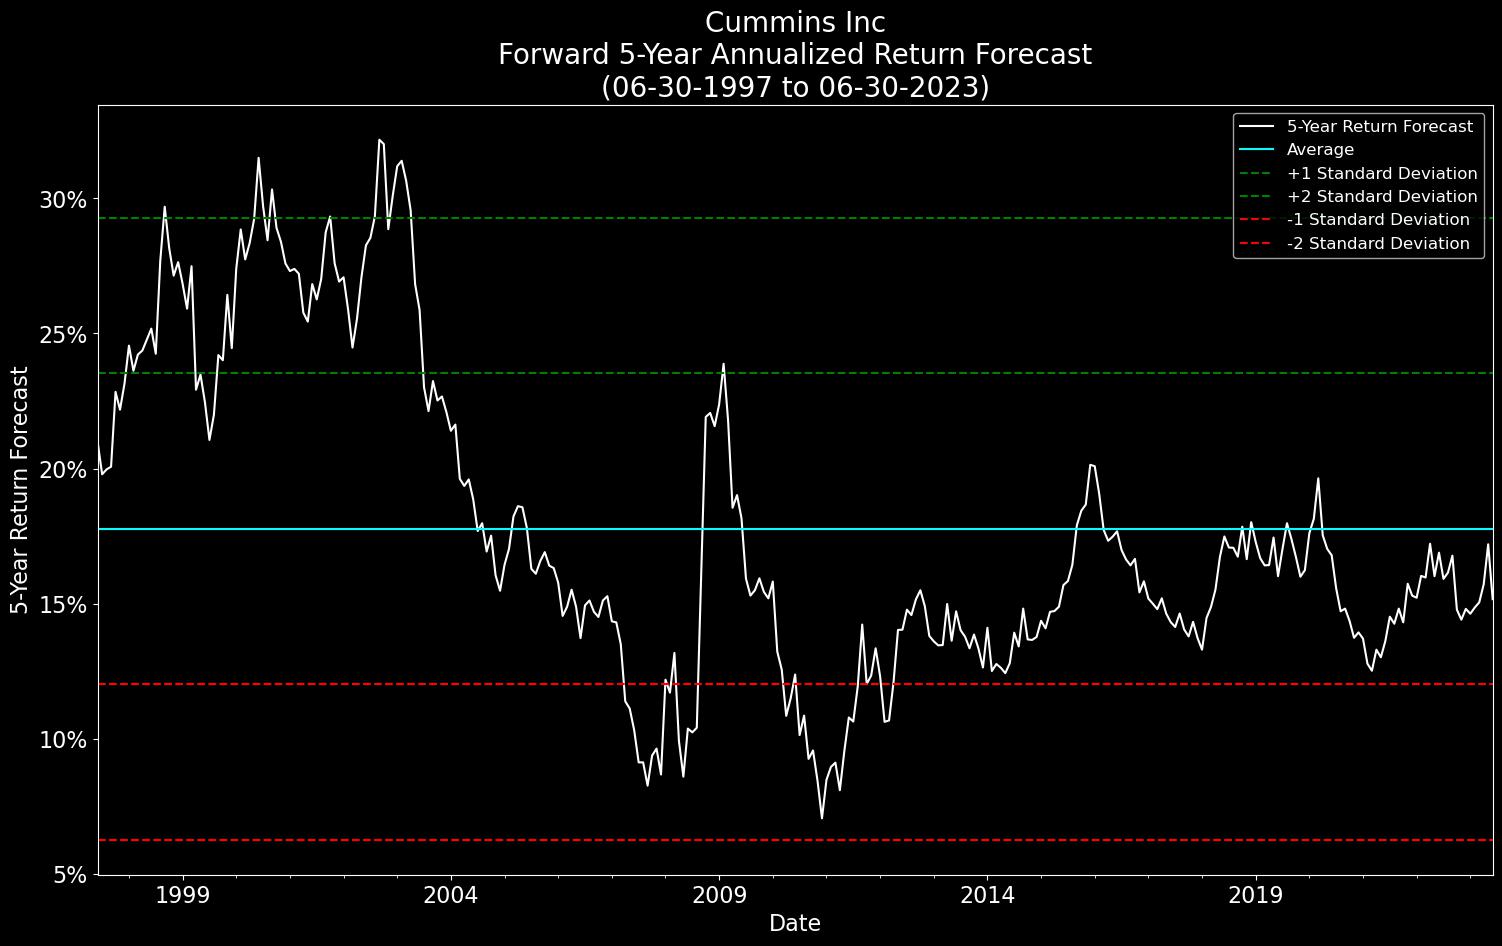 Cummins Inc
Forward 5-Year Annualized Return Forecast
(06-30-1997 to 06-30-2023)
5-Year Return Forecast
Average
+1 Standard Deviation
+2 Standard Deviation
-1 Standard Deviation
-2 Standard Deviation
30%
25%
20%
15%
10%
5%
5-Year Return Forecast
1999 2004 2009 2014 2019
Date